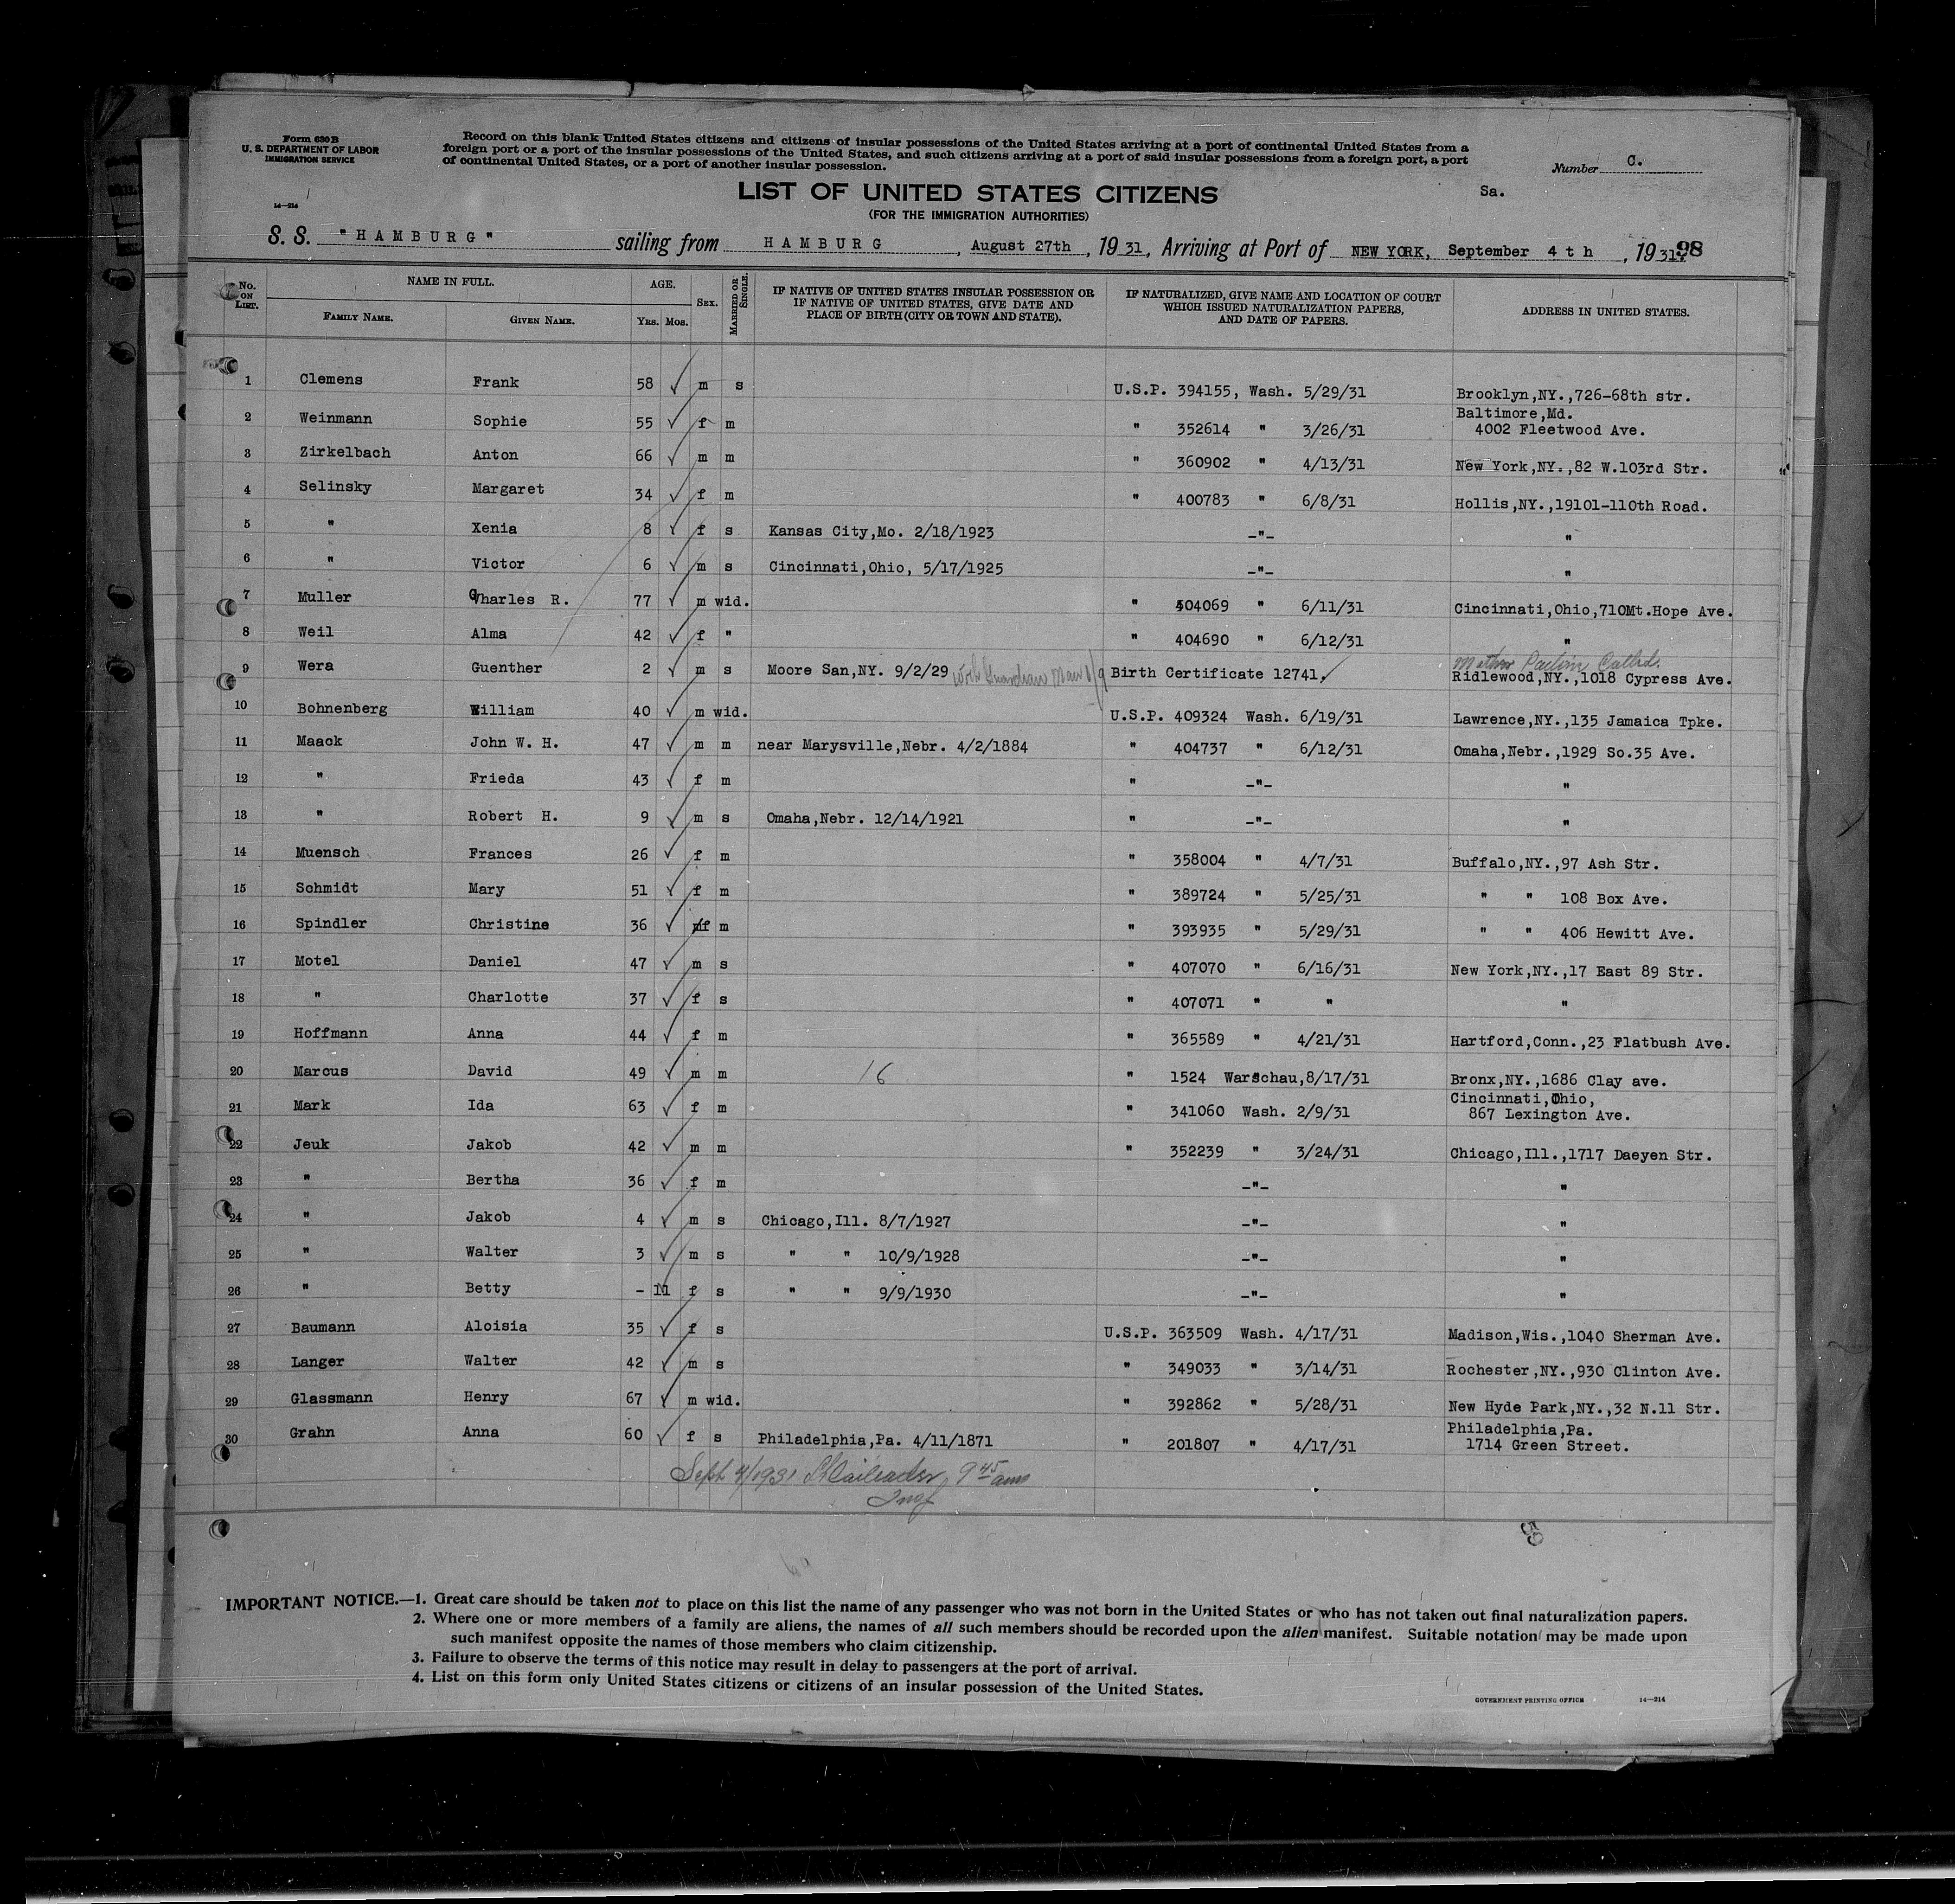 Form 630 B
U. S. DEPARTMENT OF LABOR
IMMIGRATION SERVICE
14—214
Record on this blank United States citizens and citizens of insular possessions of the United States arriving at a port of continental United States from a
foreign port or a port of the insular possessions of the United States, and such citizens arriving at a port of said insular possessions from a foreign port, a port
of continental United States, or a port of another insular possession.
Number C.
Sa.
LIST OF UNITED STATES CITIZENS
(FOR THE IMMIGRATION AUTHORITIES)
S. S. "HAMBURG" sailing from HAMBURG, August 27th, 1931, Arriving at Port of NEW YORK, September 4th, 1931. 98
No. ON LIST. NAME IN FULL. FAMILY NAME. GIVEN NAME. AGE. YRS. MOS. SEX. MARRIED OR SINGLE. IF NATIVE OF UNITED STATES INSULAR POSSESSION OR IF NATIVE OF UNITED STATES, GIVE DATE AND PLACE OF BIRTH (CITY OR TOWN AND STATE). IF NATURALIZED, GIVE NAME AND LOCATION OF COURT WHICH ISSUED NATURALIZATION PAPERS, AND DATE OF PAPERS. ADDRESS IN UNITED STATES.
1 Clemens Frank 58 m s U.S.P. 394155, Wash. 5/29/31 Brooklyn,NY.,726-68th str.
2 Weinmann Sophie 55 f m " 352614 " 3/26/31 Baltimore,Md. 4002 Fleetwood Ave.
3 Zirkelbach Anton 66 m m " 360902 " 4/13/31 New York,NY.,82 W.103rd Str.
4 Selinsky Margaret 34 f m " 400783 " 6/8/31 Hollis,NY.,19101-110th Road.
5 " Xenia 8 f s Kansas City,Mo. 2/18/1923 -"- "
6 " Victor 6 m s Cincinnati,Ohio, 5/17/1925 -"- "
7 Muller Charles R. 77 m wid. " 504069 " 6/11/31 Cincinnati,Ohio,710Mt.Hope Ave.
8 Weil Alma 42 f " " 404690 " 6/12/31 "
9 Wera Guenther 2 m s Moore San,NY. 9/2/29 Birth Certificate 12741, Mother Ridlewood,NY.,1018 Cypress Ave.
10 Bohnenberg William 40 m wid. U.S.P. 409324 Wash. 6/19/31 Lawrence,NY.,135 Jamaica Tpke.
11 Maack John W. H. 47 m m near Marysville,Nebr. 4/2/1884 " 404737 " 6/12/31 Omaha,Nebr.,1929 So.35 Ave.
12 " Frieda 43 f m " -"- "
13 " Robert H. 9 m s Omaha,Nebr. 12/14/1921 " -"- "
14 Muensch Frances 26 f m " 358004 " 4/7/31 Buffalo,NY.,97 Ash Str.
15 Schmidt Mary 51 f m " 389724 " 5/25/31 " " 108 Box Ave.
16 Spindler Christine 36 f m " 393935 " 5/29/31 " " 406 Hewitt Ave.
17 Motel Daniel 47 m s " 407070 " 6/16/31 New York,NY.,17 East 89 Str.
18 " Charlotte 37 f s " 407071 " " "
19 Hoffmann Anna 44 f m " 365589 " 4/21/31 Hartford,Conn.,23 Flatbush Ave.
20 Marcus David 49 m m 16 " 1524 Warschau,8/17/31 Bronx,NY.,1686 Clay ave.
21 Mark Ida 63 f m " 341060 Wash. 2/9/31 Cincinnati,Ohio, 867 Lexington Ave.
22 Jeuk Jakob 42 m m " 352239 " 3/24/31 Chicago,Ill.,1717 Daeyen Str.
23 " Bertha 36 f m -"- "
24 " Jakob 4 m s Chicago,Ill. 8/7/1927 -"- "
25 " Walter 3 m s " " 10/9/1928 -"- "
26 " Betty - 11 f s " " 9/9/1930 -"- "
27 Baumann Aloisia 35 f s U.S.P. 363509 Wash. 4/17/31 Madison,Wis.,1040 Sherman Ave.
28 Langer Walter 42 m s " 349033 " 3/14/31 Rochester,NY.,930 Clinton Ave.
29 Glassmann Henry 67 m wid. " 392862 " 5/28/31 New Hyde Park,NY.,32 N.11 Str.
30 Grahn Anna 60 f s Philadelphia,Pa. 4/11/1871 " 201807 " 4/17/31 Philadelphia,Pa. 1714 Green Street.
Sept 4/1931 9 45 am
Insp
59
IMPORTANT NOTICE.—1. Great care should be taken not to place on this list the name of any passenger who was not born in the United States or who has not taken out final naturalization papers.
2. Where one or more members of a family are aliens, the names of all such members should be recorded upon the alien manifest. Suitable notation may be made upon
such manifest opposite the names of those members who claim citizenship.
3. Failure to observe the terms of this notice may result in delay to passengers at the port of arrival.
4. List on this form only United States citizens or citizens of an insular possession of the United States.
GOVERNMENT PRINTING OFFICE 14—214